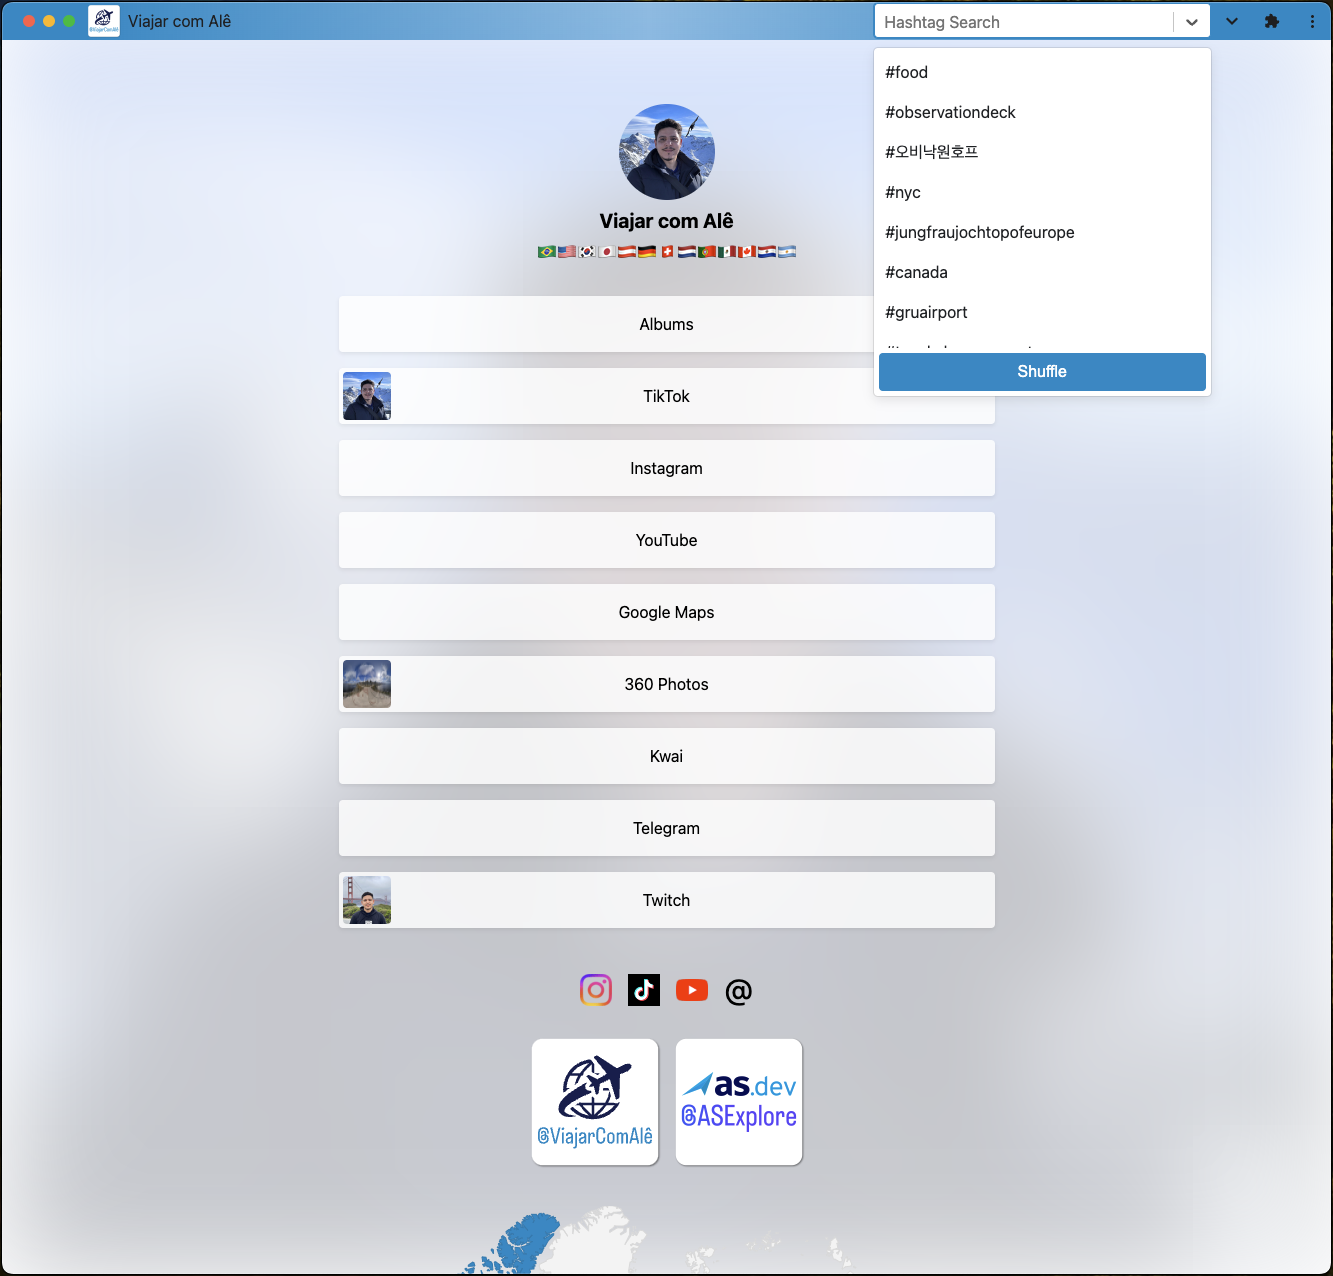 @ViajarComAlê
Viajar com Alê
Hashtag Search
#food
#observationdeck
#오비낙원호프
#nyc
#jungfraujochtopofeurope
#canada
#gruairport
Shuffle
Viajar com Alê
Albums
TikTok
Instagram
YouTube
Google Maps
360 Photos
Kwai
Telegram
Twitch
@
@ViajarComAlê
as.dev
@ASExplore